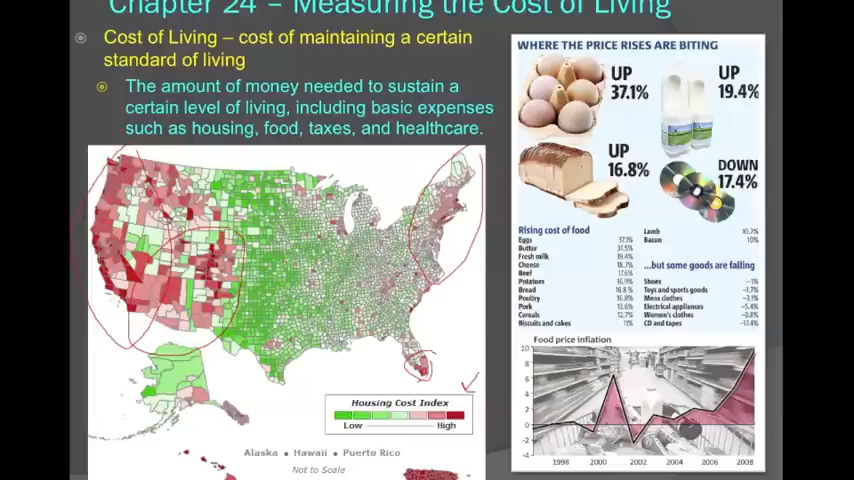 Chapter 24 – Measuring the Cost of Living
Cost of Living – cost of maintaining a certain
standard of living
The amount of money needed to sustain a
certain level of living, including basic expenses
such as housing, food, taxes, and healthcare.
Housing Cost Index
Low High
Alaska Hawaii Puerto Rico
Not to Scale
WHERE THE PRICE RISES ARE BITING
UP
37.1%
UP
19.4%
UP
16.8%
DOWN
17.4%
Rising cost of food
Eggs 37.1%
Butter 31.5%
Fresh milk 19.4%
Cheese 18.7%
Beef 17.6%
Potatoes 16.9%
Bread 16.8%
Poultry 16.8%
Pork 13.6%
Cereals 12.7%
Biscuits and cakes 11%
Lamb
Bacon 10%
...but some goods are falling
Shoes –1%
Toys and sports goods –1.7%
Mens clothes –3.1%
Electrical appliances –5.4%
Women's clothes
CD and tapes –17.4%
Food price inflation
10
8
6
4
2
0
-2
-4
1998 2000 2002 2004 2006 2008